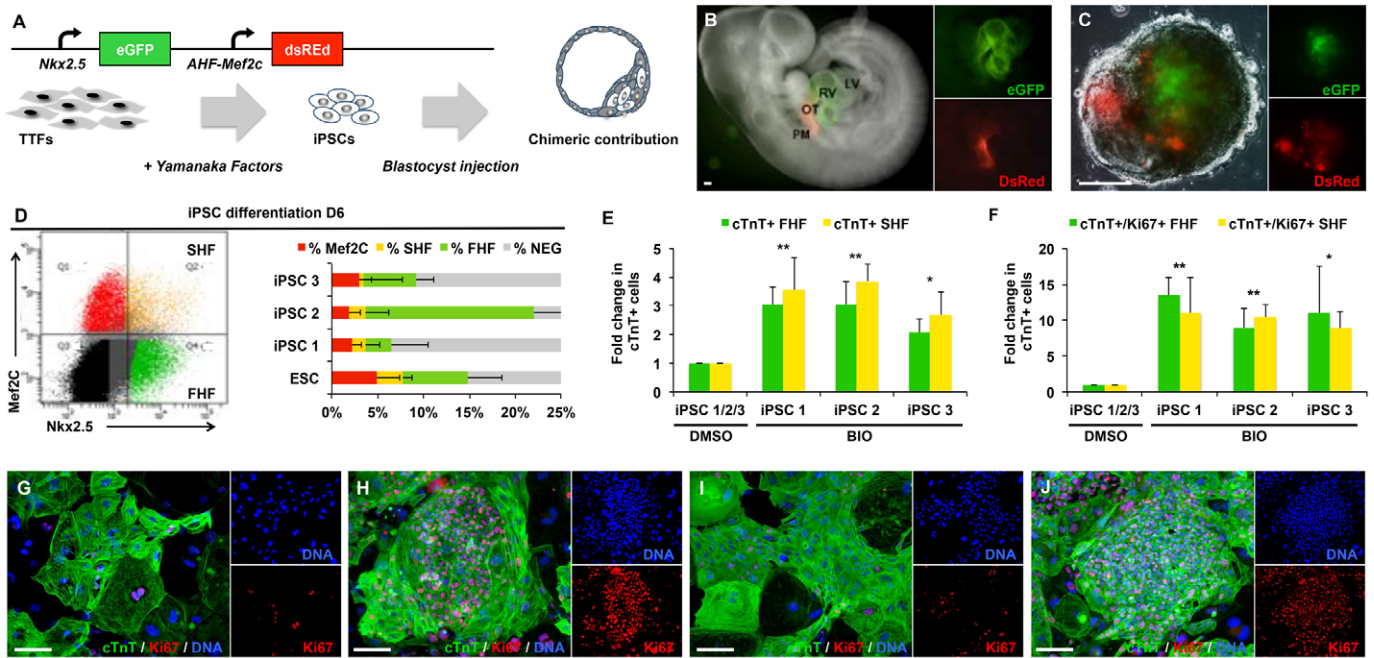 A
Nkx2.5
eGFP
AHF-Mef2c
dsREd
TTFs
iPSCs
Chimeric contribution
+ Yamanaka Factors
Blastocyst injection
B
RV
LV
OT
PM
eGFP
DsRed
C
eGFP
DsRed
D
iPSC differentiation D6
SHF
Q1
Q2
Q3
Q4
FHF
Mef2C
Nkx2.5
% Mef2C
% SHF
% FHF
% NEG
iPSC 3
iPSC 2
iPSC 1
ESC
0%
5%
10%
15%
20%
25%
E
cTnT+ FHF
cTnT+ SHF
Fold change in
cTnT+ cells
5
4
3
2
1
0
**
**
*
iPSC 1/2/3
iPSC 1
iPSC 2
iPSC 3
DMSO
BIO
F
cTnT+/Ki67+ FHF
cTnT+/Ki67+ SHF
Fold change in
cTnT+ cells
20
15
10
5
0
**
**
*
iPSC 1/2/3
iPSC 1
iPSC 2
iPSC 3
DMSO
BIO
G
cTnT / Ki67 / DNA
DNA
Ki67
H
cTnT / Ki67 / DNA
DNA
Ki67
I
cTnT / Ki67 / DNA
DNA
Ki67
J
cTnT / Ki67 / DNA
DNA
Ki67